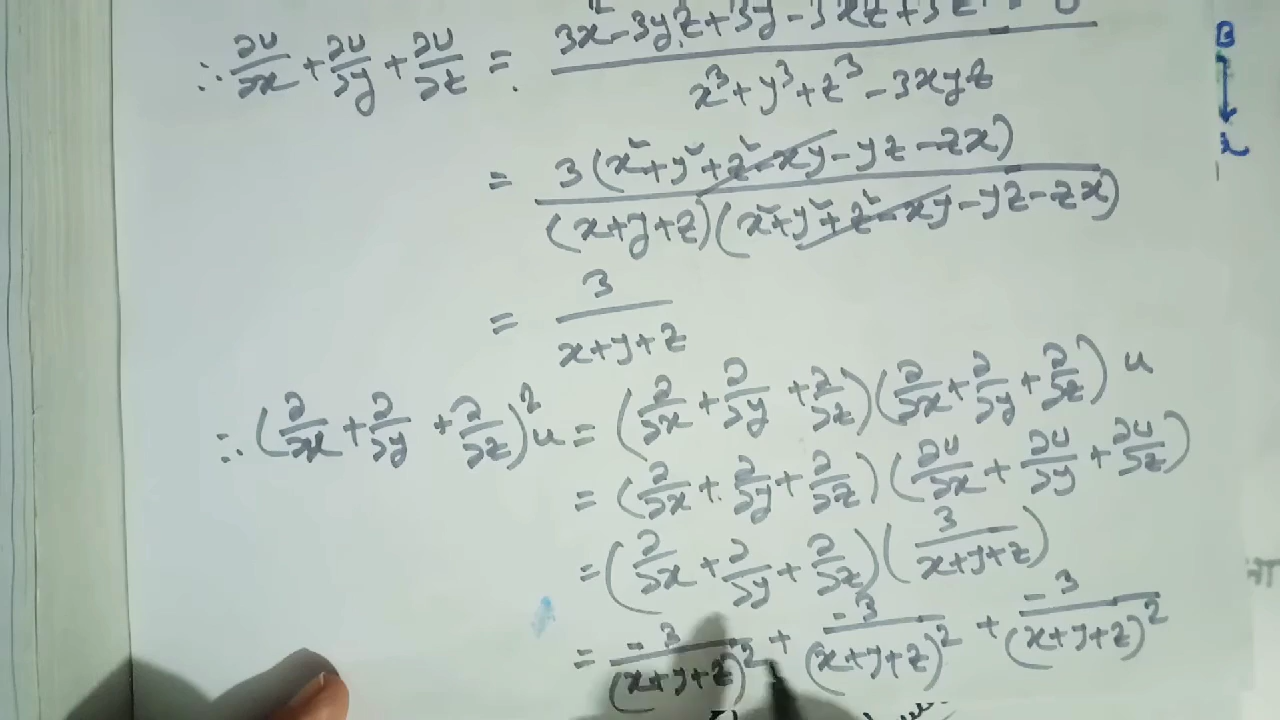 ∴ ∂u/∂x + ∂u/∂y + ∂u/∂z = 3x² - 3yz + 3y² - 3xz + 3z²
x³ + y³ + z³ - 3xyz
= 3(x² + y² + z² - xy - yz - zx) / (x+y+z)(x² + y² + z² - xy - yz - zx)
= 3 / x+y+z
∴ (∂/∂x + ∂/∂y + ∂/∂z)² u = (∂/∂x + ∂/∂y + ∂/∂z)(∂/∂x + ∂/∂y + ∂/∂z) u
= (∂/∂x + ∂/∂y + ∂/∂z)(∂u/∂x + ∂u/∂y + ∂u/∂z)
= (∂/∂x + ∂/∂y + ∂/∂z)(3 / x+y+z)
= -3 / (x+y+z)² + -3 / (x+y+z)² + -3 / (x+y+z)²